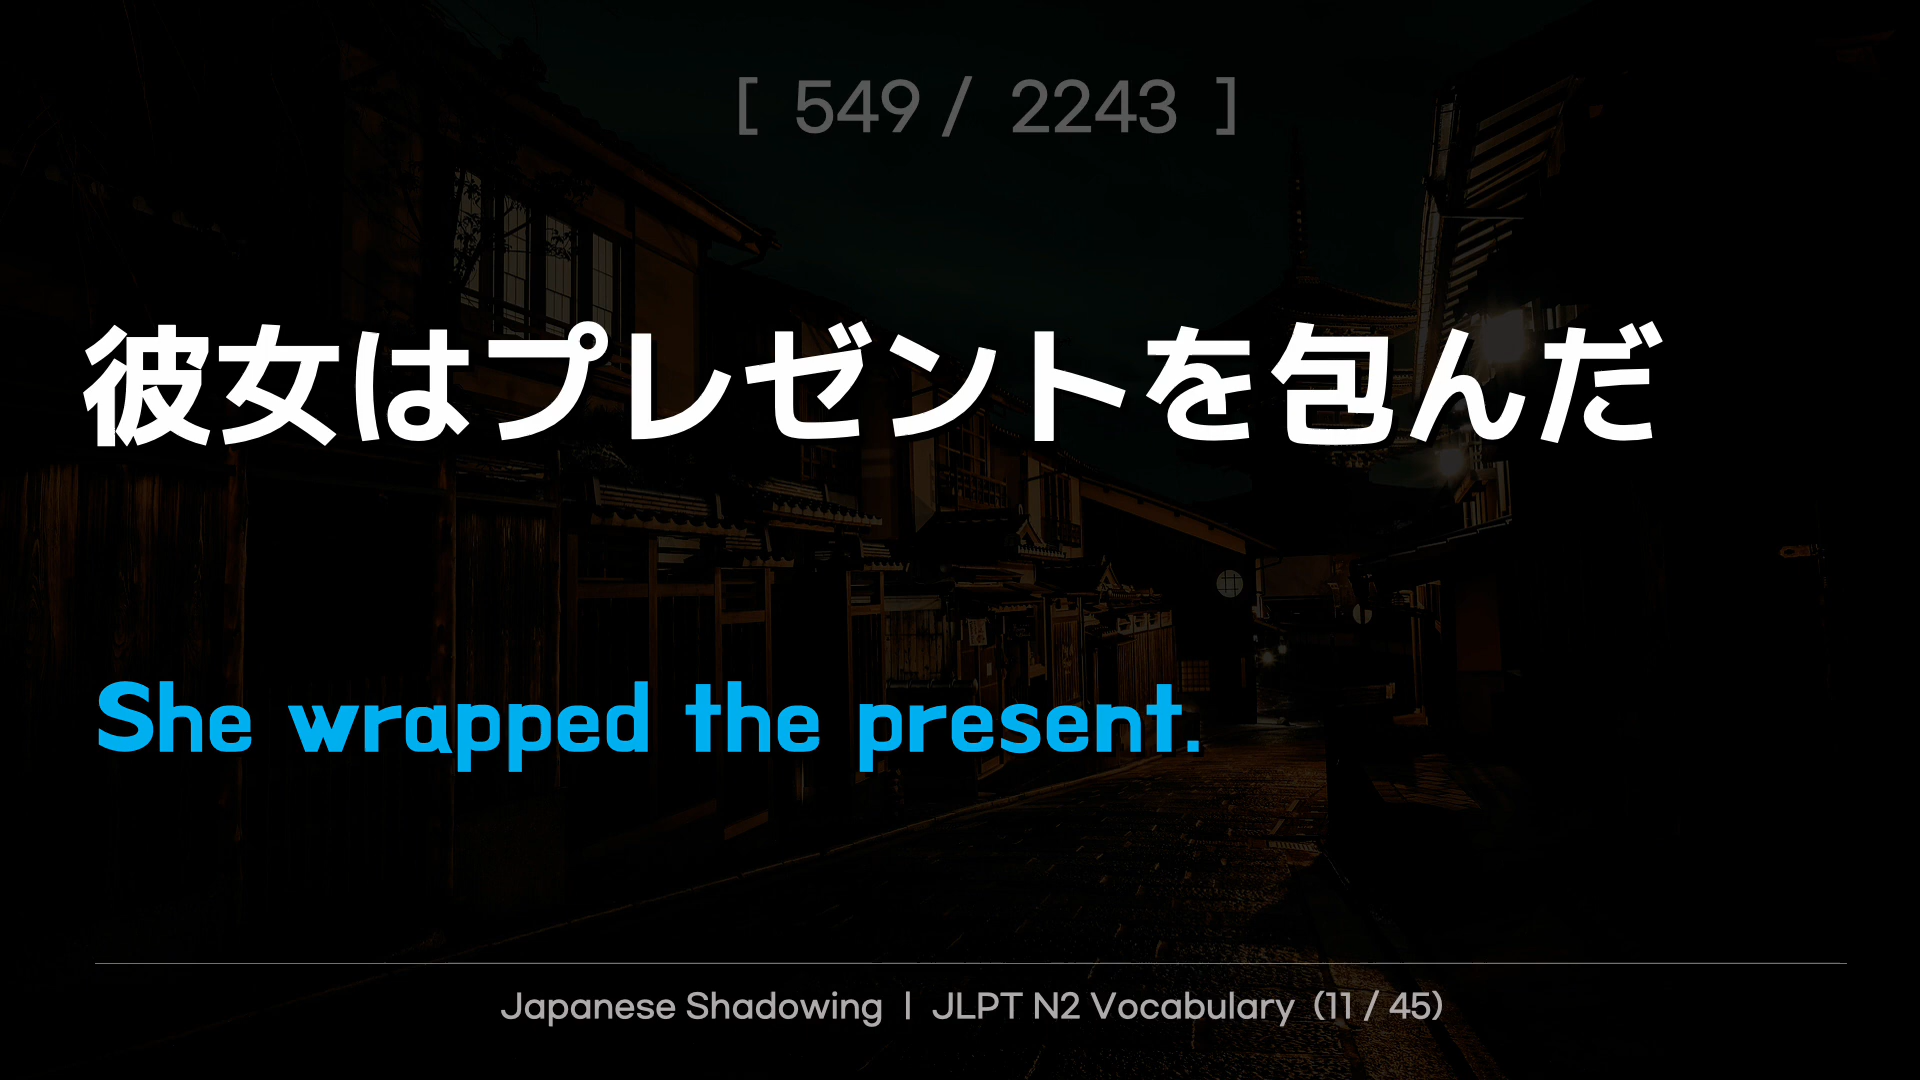 [ 549 / 2243 ]
彼女はプレゼントを包んだ
She wrapped the present.
Japanese Shadowing | JLPT N2 Vocabulary (11 / 45)